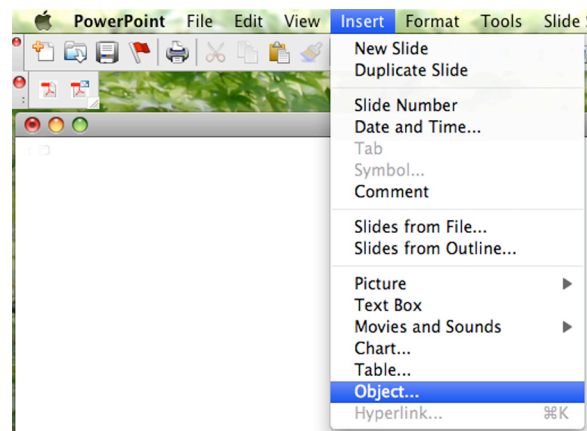 PowerPoint File Edit View Insert Format Tools Slide
New Slide
Duplicate Slide
Slide Number
Date and Time...
Tab
Symbol...
Comment
Slides from File...
Slides from Outline...
Picture
Text Box
Movies and Sounds
Chart...
Table...
Object...
Hyperlink... ⌘K